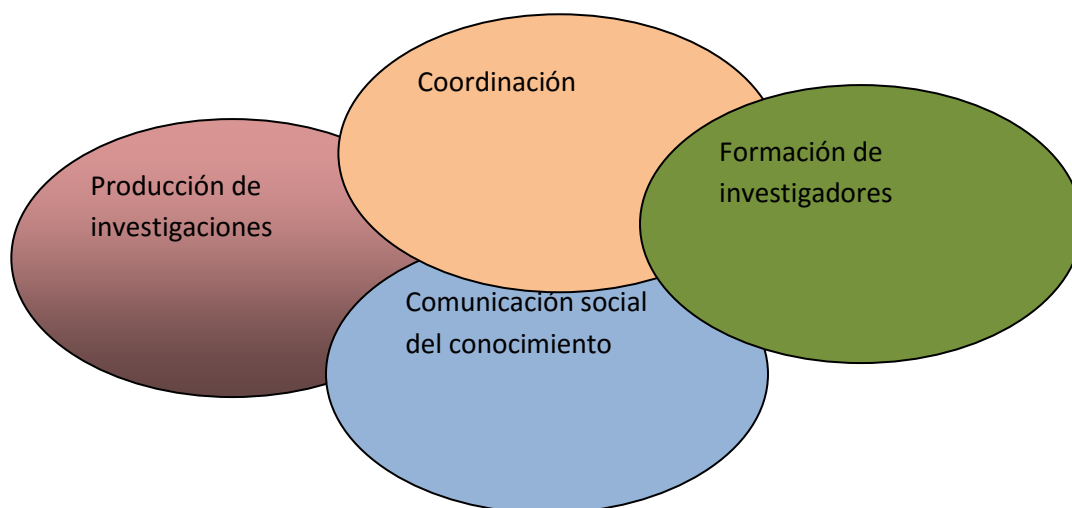 Coordinación
Producción de
investigaciones
Formación de
investigadores
Comunicación social
del conocimiento